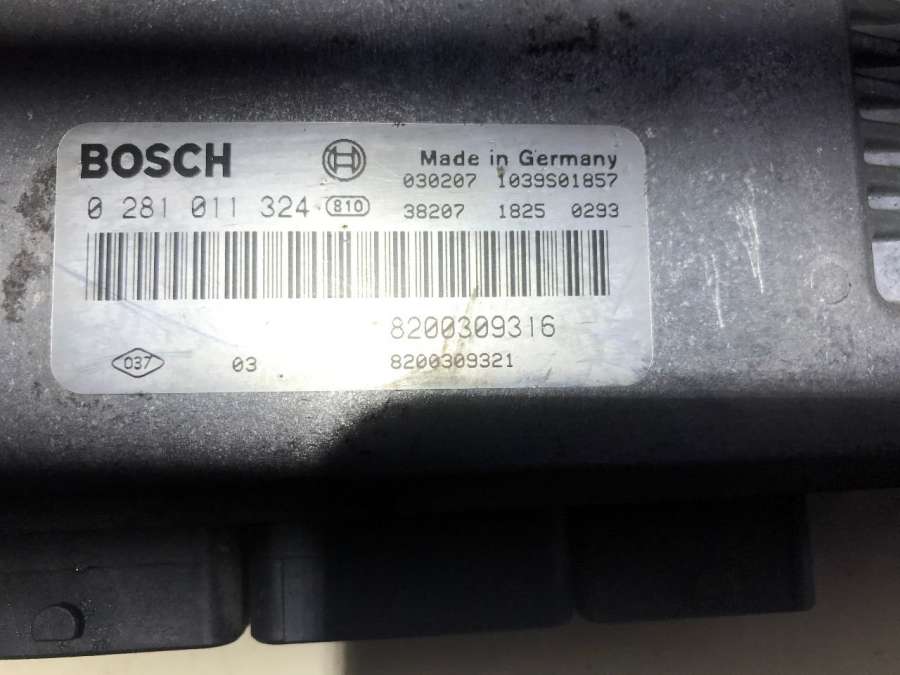 BOSCH
Made in Germany
030207 1039S01857
0 281 011 324 810
38207 1825 0293
8200309316
037 03 8200309321